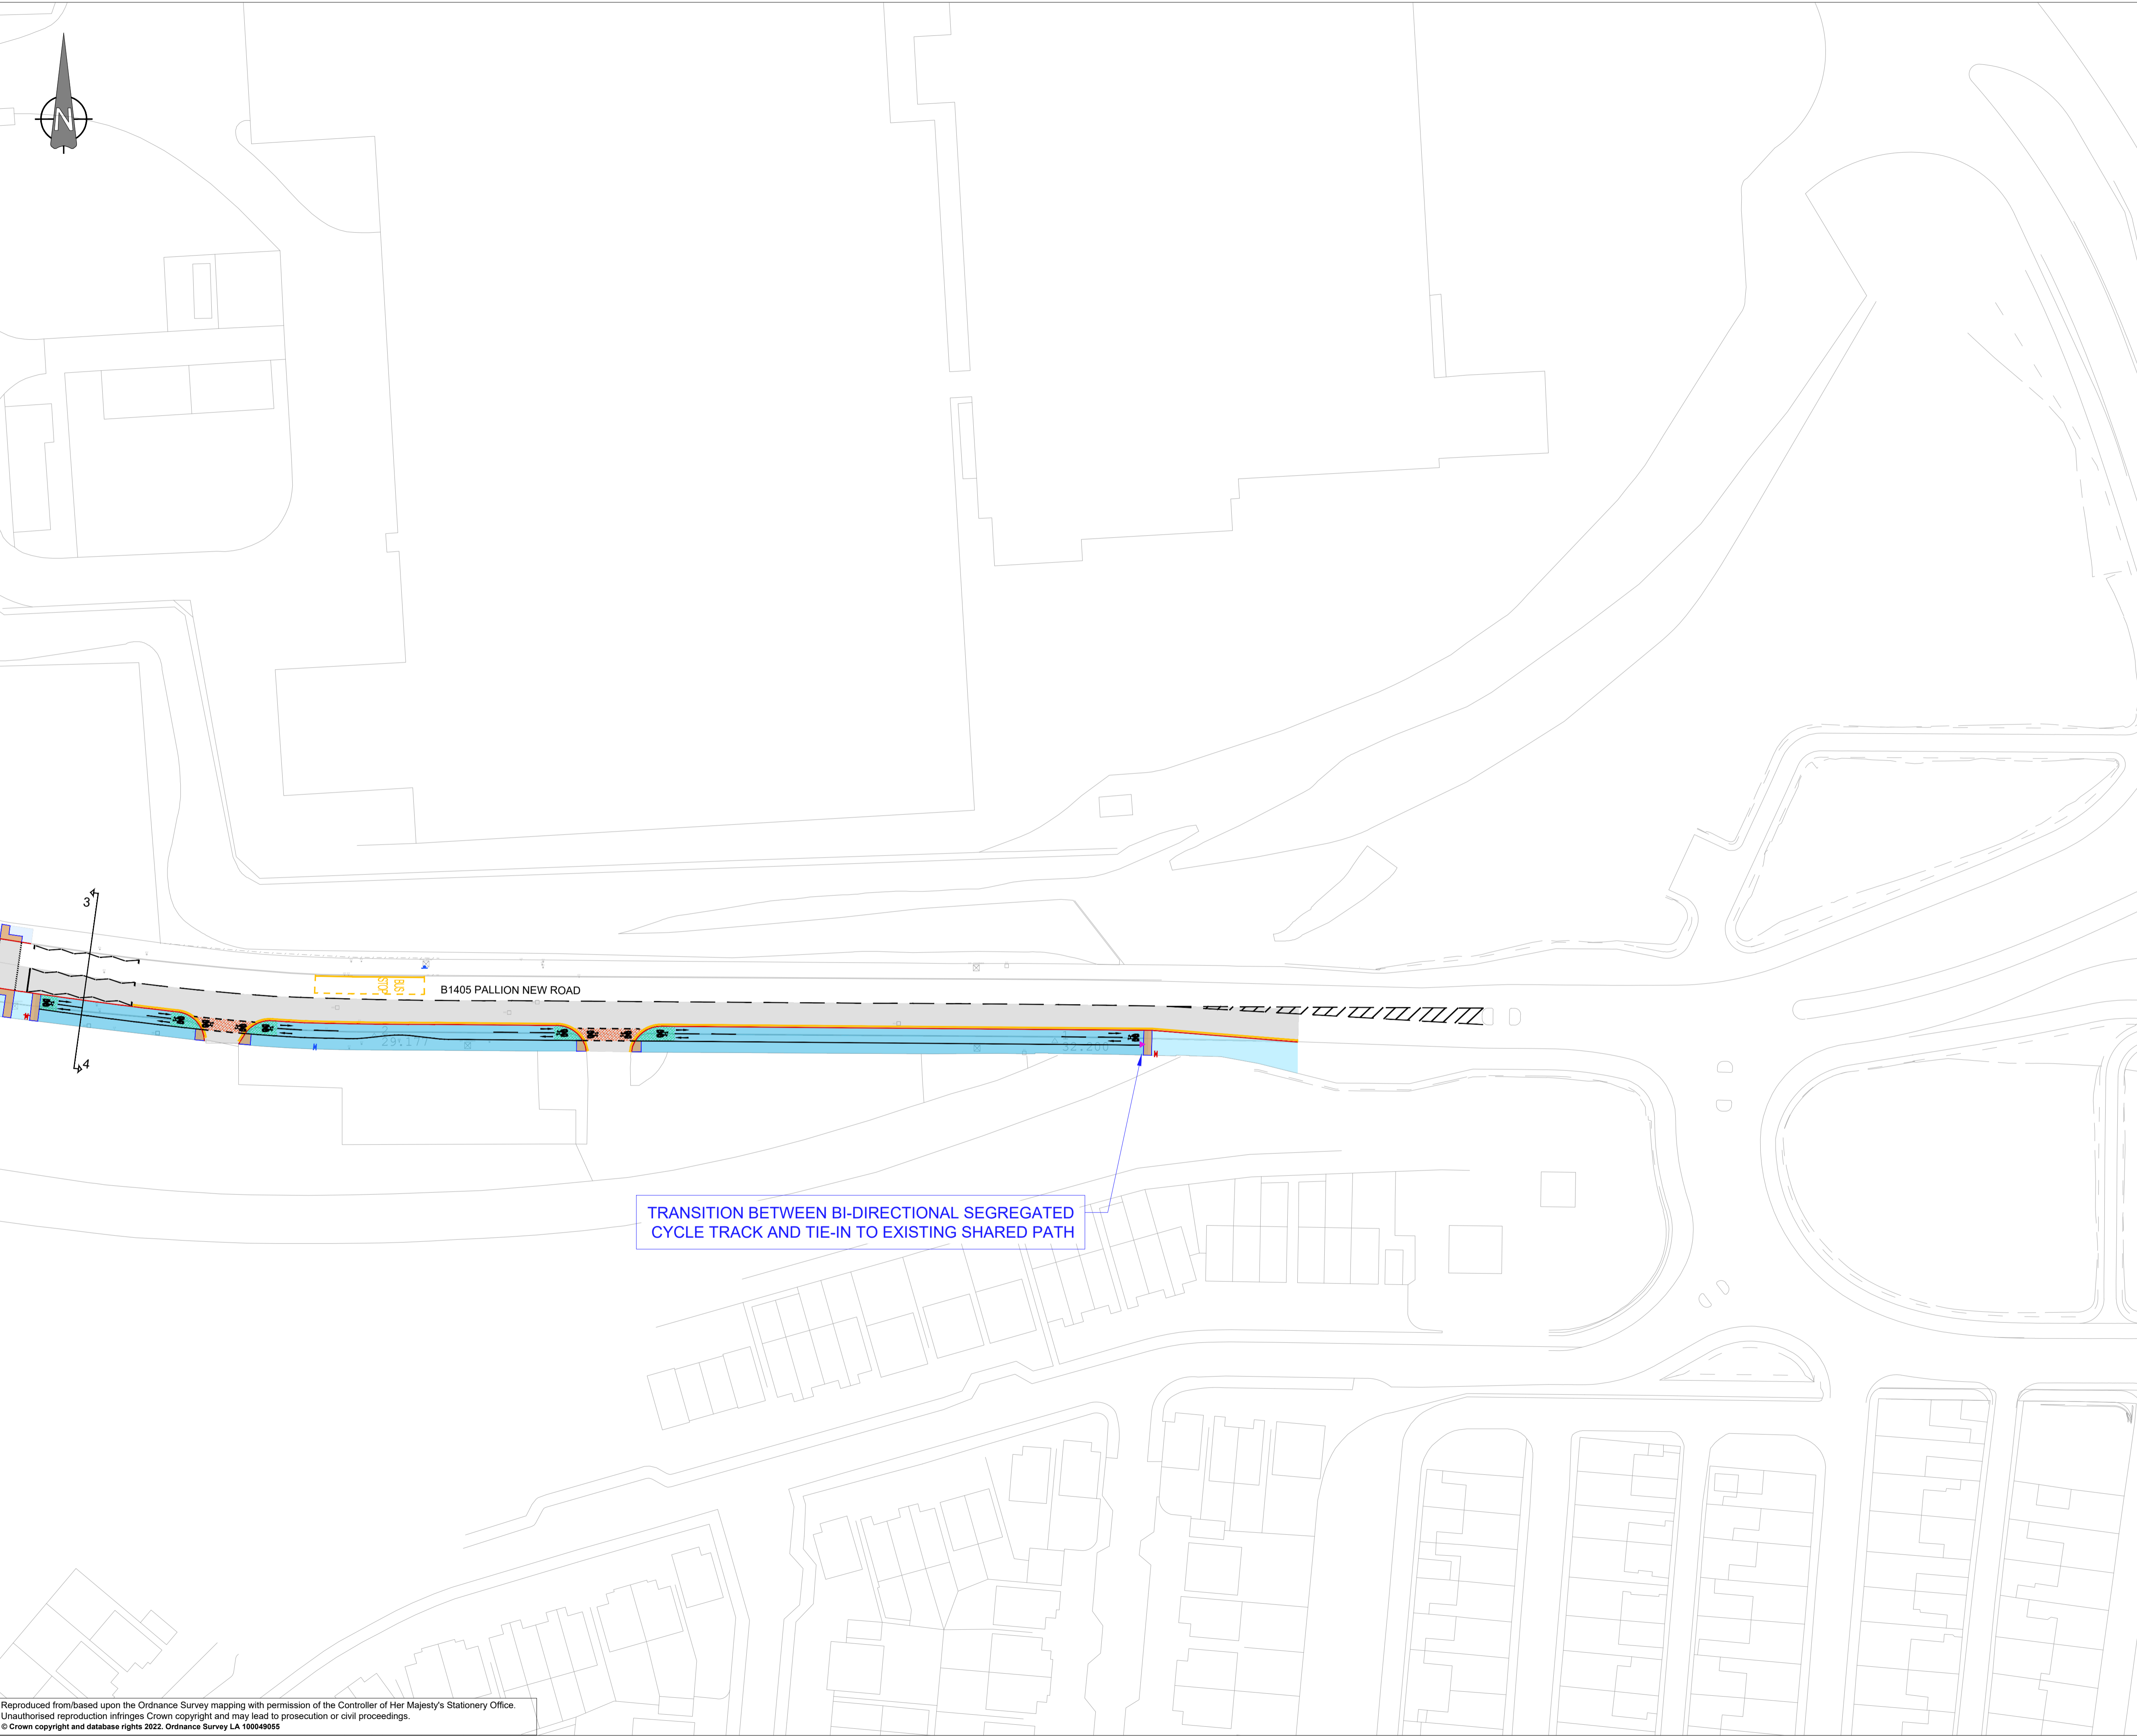 N
3
BUS
STOP
B1405 PALLION NEW ROAD
4
TRANSITION BETWEEN BI-DIRECTIONAL SEGREGATED
CYCLE TRACK AND TIE-IN TO EXISTING SHARED PATH
Reproduced from/based upon the Ordnance Survey mapping with permission of the Controller of Her Majesty's Stationery Office.
Unauthorised reproduction infringes Crown copyright and may lead to prosecution or civil proceedings.
© Crown copyright and database rights 2022. Ordnance Survey LA 100049055